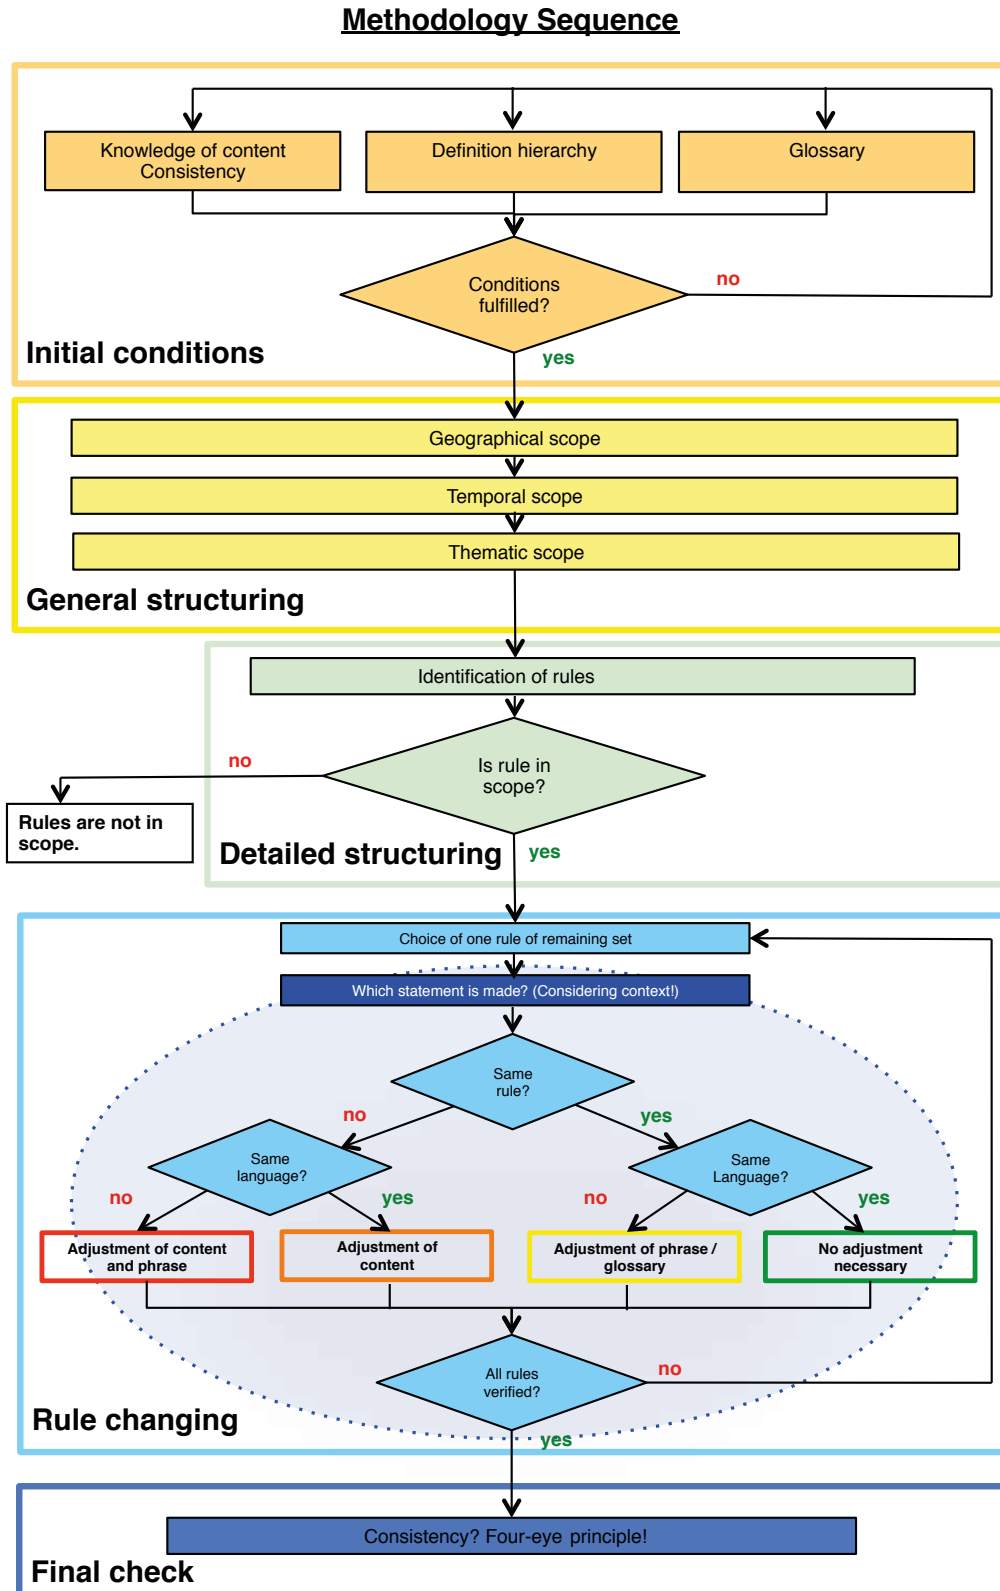 Methodology Sequence
Knowledge of content
Consistency
Definition hierarchy
Glossary
Conditions
fulfilled?
no
yes
Initial conditions
Geographical scope
Temporal scope
Thematic scope
General structuring
Identification of rules
Is rule in
scope?
no
Rules are not in
scope.
yes
Detailed structuring
Choice of one rule of remaining set
Which statement is made? (Considering context!)
Same
rule?
no
yes
Same
language?
Same
Language?
no
yes
no
yes
Adjustment of content
and phrase
Adjustment of
content
Adjustment of phrase /
glossary
No adjustment
necessary
All rules
verified?
no
yes
Rule changing
Consistency? Four-eye principle!
Final check